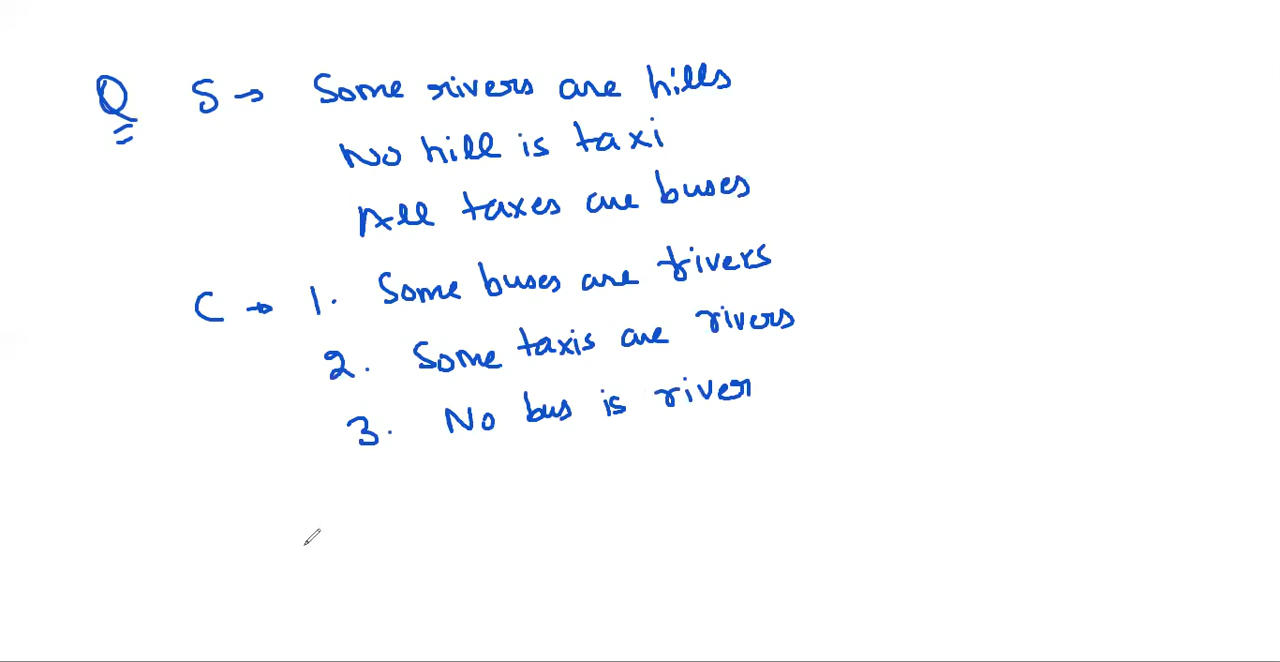 Q S → Some rivers are hills
No hill is taxi
All taxes are buses
C → 1. Some buses are rivers
2. Some taxis are rivers
3. No bus is river